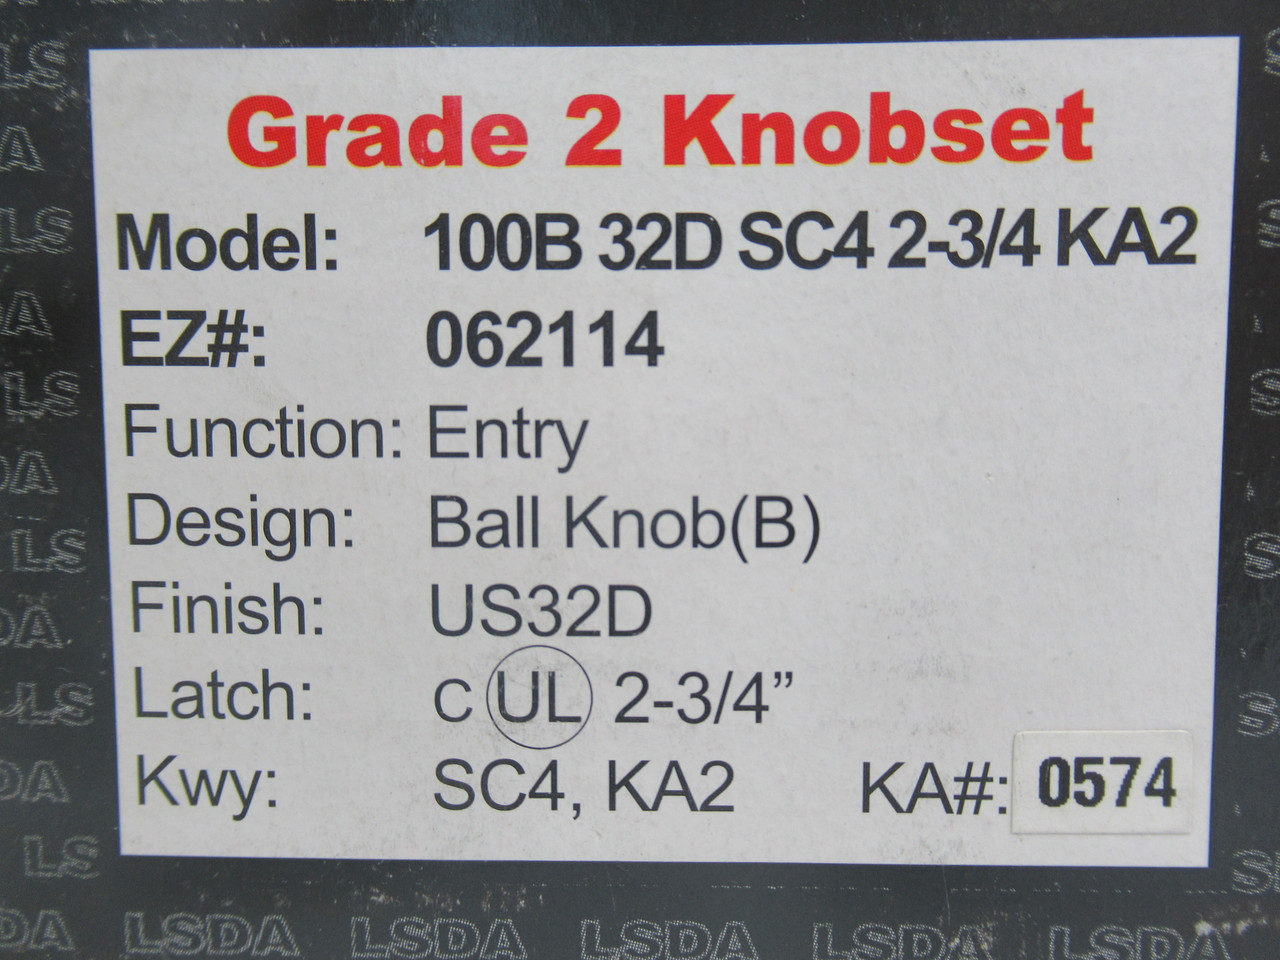 Grade 2 Knobset
Model: 100B 32D SC4 2-3/4 KA2
EZ#: 062114
Function: Entry
Design: Ball Knob(B)
Finish: US32D
Latch: C UL 2-3/4”
Kwy: SC4, KA2 KA#: 0574
LSDA LSDA LSDA LSDA LSDA